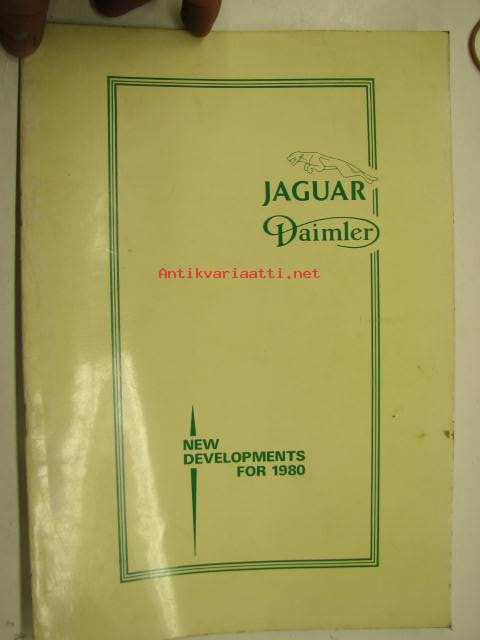 JAGUAR
Daimler
Antikvariaatti.net
NEW
DEVELOPMENTS
FOR 1980